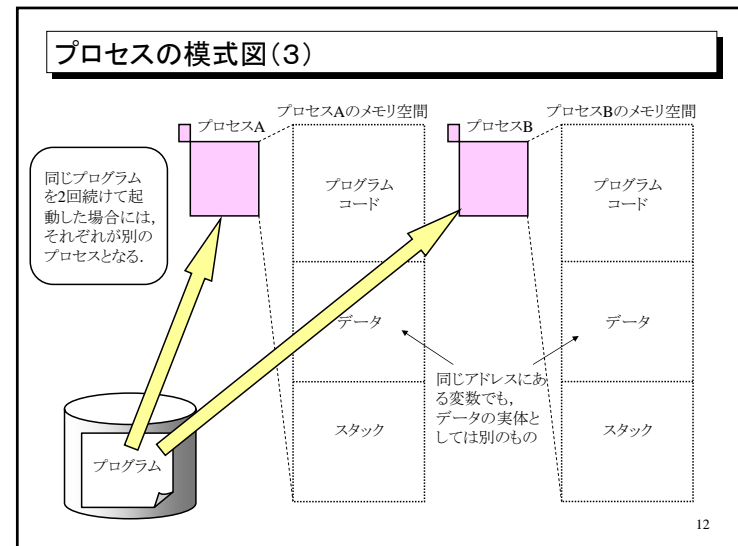 プロセスの模式図(3)
プロセスA
プロセスAのメモリ空間
プロセスB
プロセスBのメモリ空間
同じプログラム
を2回続けて起
動した場合には,
それぞれが別の
プロセスとなる.
プログラム
コード
プログラム
コード
データ
データ
同じアドレスにあ
る変数でも,
データの実体と
しては別のもの
スタック
スタック
プログラム
12